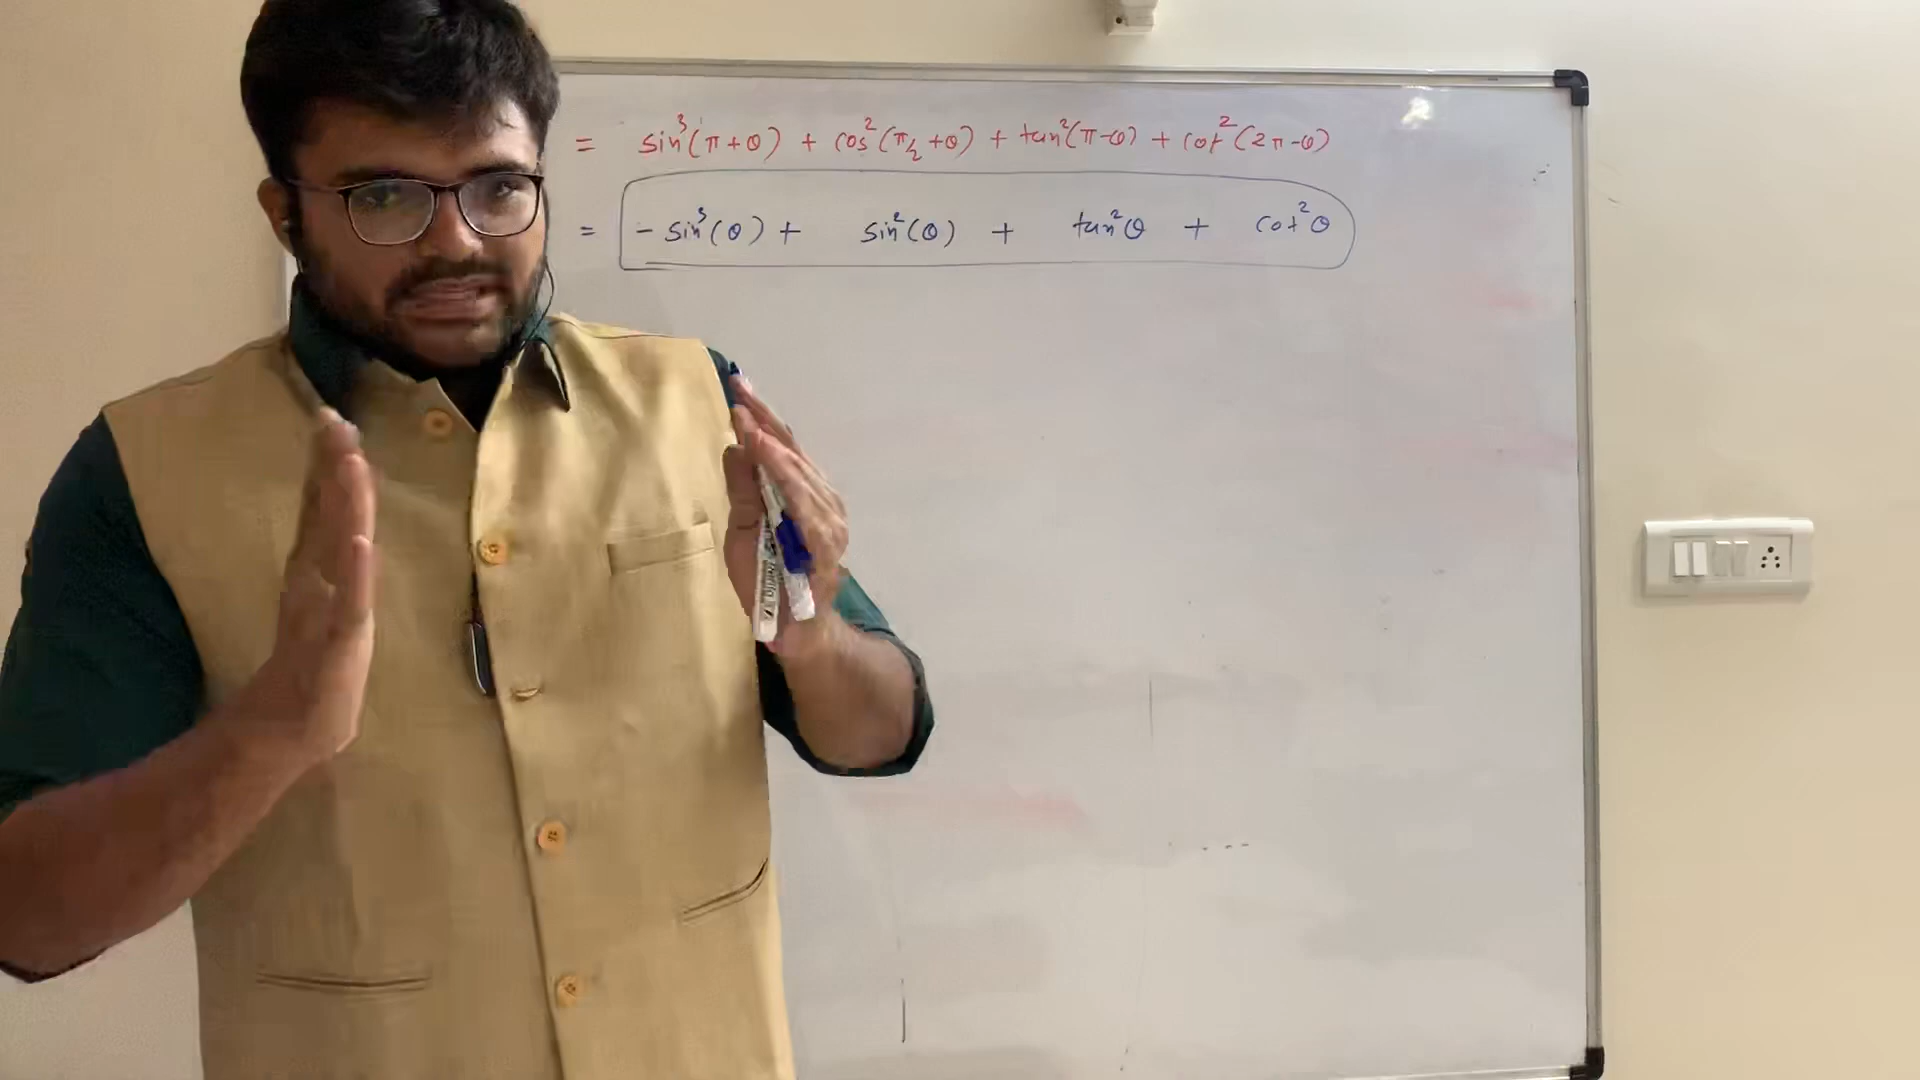 = sin³(π+θ) + cos²(π/2+θ) + tan²(π-θ) + cot²(2π-θ)
= -sin³(θ) + sin²(θ) + tan²θ + cot²θ